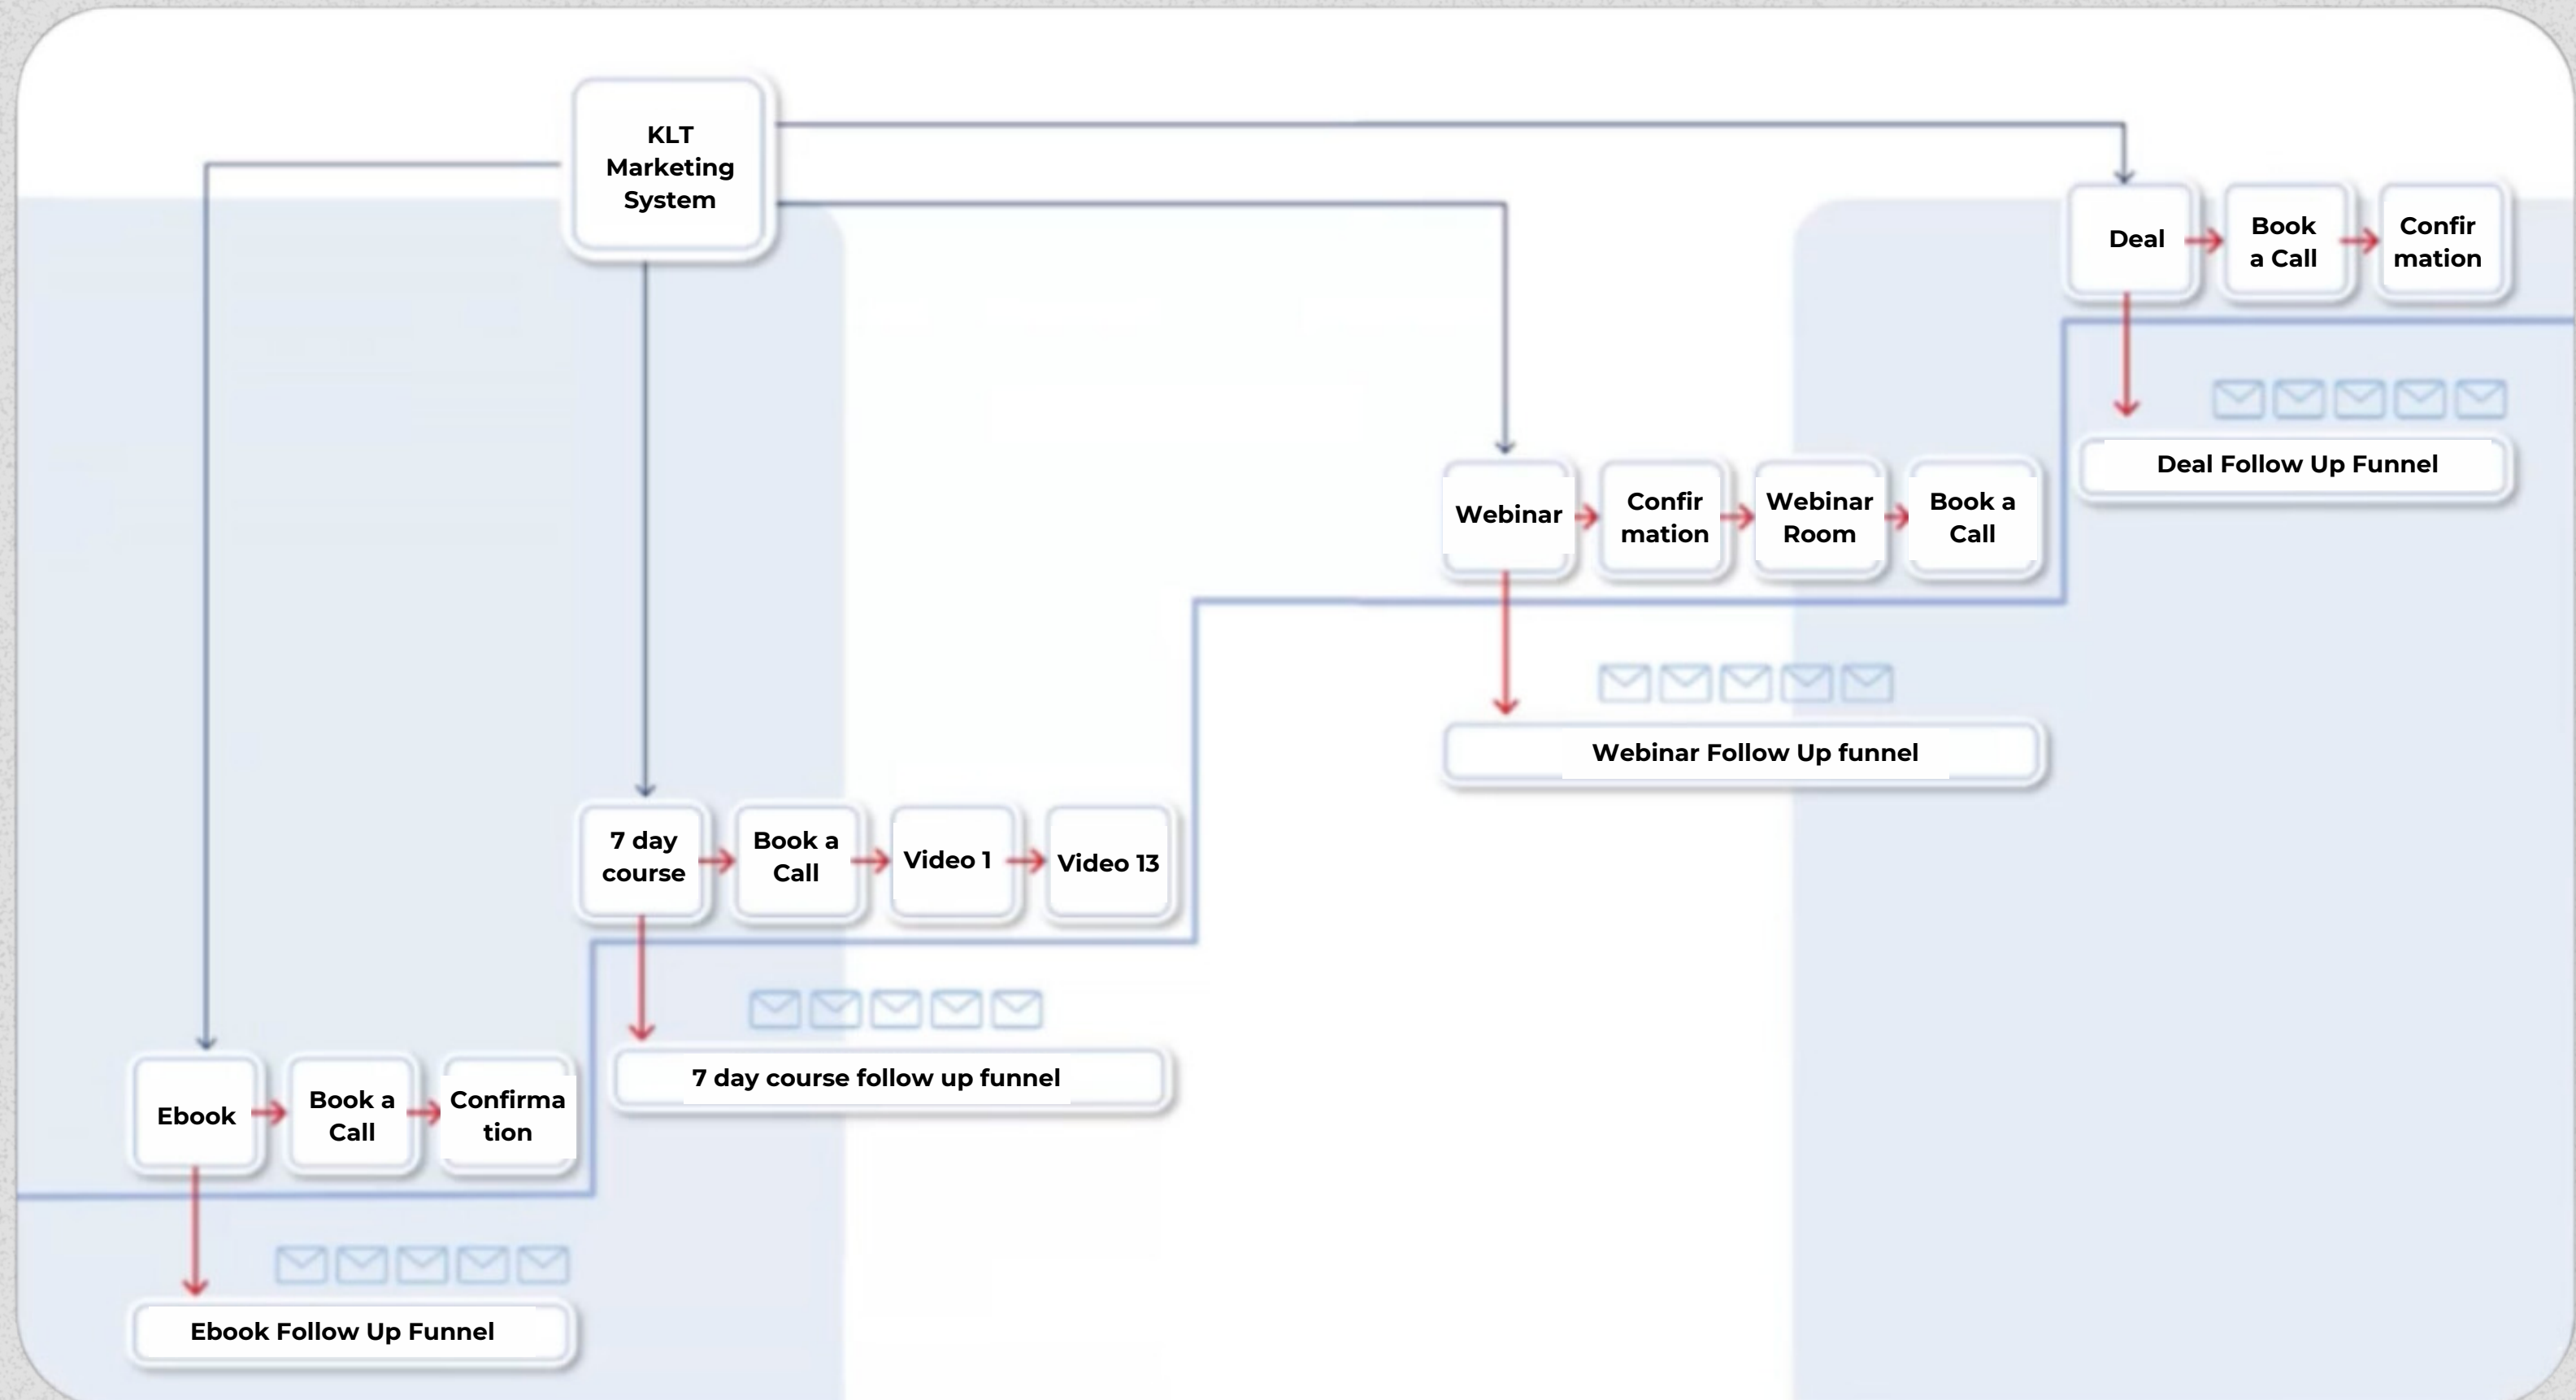 KLT
Marketing
System
Deal
Book
a Call
Confir
mation
Deal Follow Up Funnel
Webinar
Confir
mation
Webinar
Room
Book a
Call
Webinar Follow Up funnel
7 day
course
Book a
Call
Video 1
Video 13
7 day course follow up funnel
Ebook
Book a
Call
Confirma
tion
Ebook Follow Up Funnel